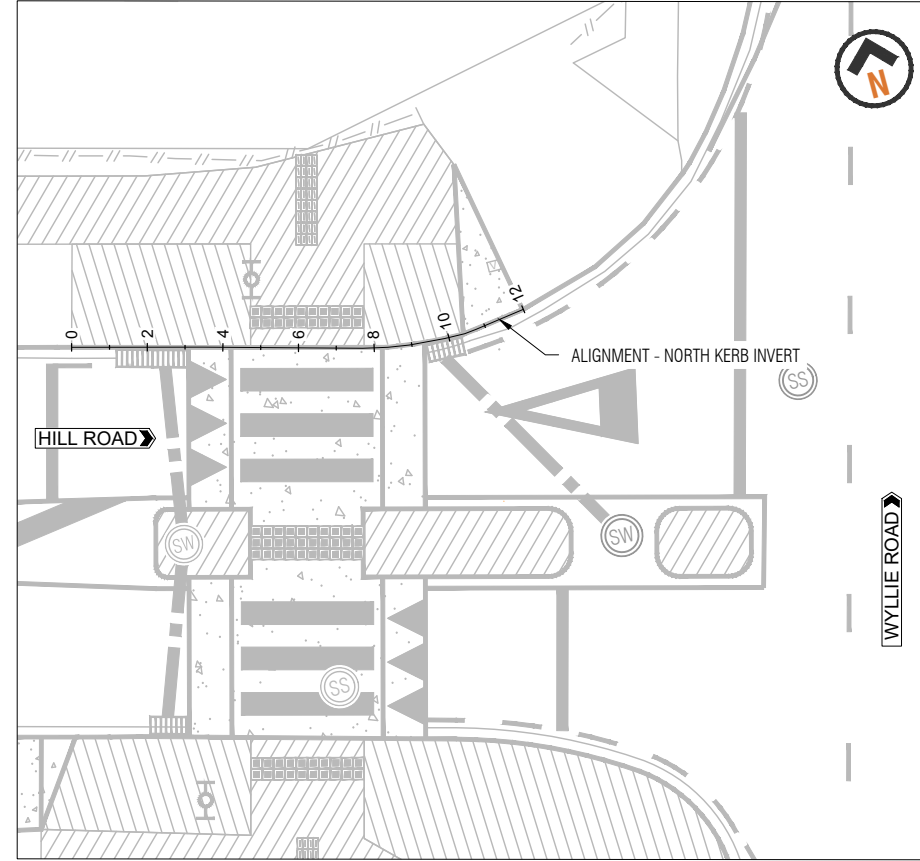 N
0
2
4
6
8
10
12
ALIGNMENT - NORTH KERB INVERT
SS
HILL ROAD
SW
SW
WYLLIE ROAD
SS